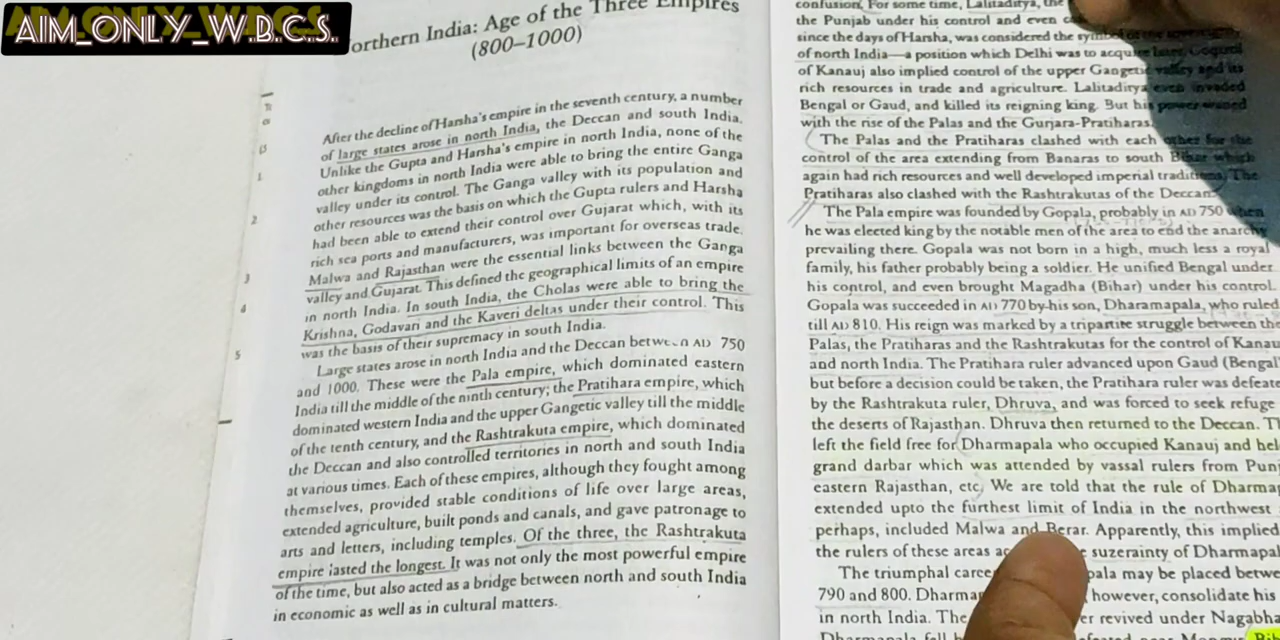 AIM_ONLY_W.B.C.S.
orthern India: Age of the Three Empires
(800–1000)
After the decline of Harsha's empire in the seventh century, a number
of large states arose in north India, the Deccan and south India.
Unlike the Gupta and Harsha's empire in north India, none of the
other kingdoms in north India were able to bring the entire Ganga
valley under its control. The Ganga valley with its population and
other resources was the basis on which the Gupta rulers and Harsha
had been able to extend their control over Gujarat which, with its
rich sea ports and manufacturers, was important for overseas trade.
Malwa and Rajasthan were the essential links between the Ganga
valley and Gujarat. This defined the geographical limits of an empire
in north India. In south India, the Cholas were able to bring the
Krishna, Godavari and the Kaveri deltas under their control. This
was the basis of their supremacy in south India.
Large states arose in north India and the Deccan between AD 750
and 1000. These were the Pala empire, which dominated eastern
India till the middle of the ninth century; the Pratihara empire, which
dominated western India and the upper Gangetic valley till the middle
of the tenth century, and the Rashtrakuta empire, which dominated
the Deccan and also controlled territories in north and south India
at various times. Each of these empires, although they fought among
themselves, provided stable conditions of life over large areas,
extended agriculture, built ponds and canals, and gave patronage to
arts and letters, including temples. Of the three, the Rashtrakuta
empire lasted the longest. It was not only the most powerful empire
of the time, but also acted as a bridge between north and south India
in economic as well as in cultural matters.
confusion. For some time, Lalitaditya, the
the Punjab under his control and even
since the days of Harsha, was considered the symbol of the
of north India—a position which Delhi was to acquire later. Control
of Kanauj also implied control of the upper Gangetic valley and its
rich resources in trade and agriculture. Lalitaditya even invaded
Bengal or Gaud, and killed its reigning king. But his power waned
with the rise of the Palas and the Gurjara-Pratiharas.
The Palas and the Pratiharas clashed with each other for the
control of the area extending from Banaras to south Bihar which
again had rich resources and well developed imperial traditions. The
Pratiharas also clashed with the Rashtrakutas of the Deccan.
The Pala empire was founded by Gopala, probably in AD 750 when
he was elected king by the notable men of the area to end the anarchy
prevailing there. Gopala was not born in a high, much less a royal
family, his father probably being a soldier. He unified Bengal under
his control, and even brought Magadha (Bihar) under his control.
Gopala was succeeded in AD 770 by his son, Dharamapala, who ruled
till AD 810. His reign was marked by a tripartite struggle between the
Palas, the Pratiharas and the Rashtrakutas for the control of Kanau
and north India. The Pratihara ruler advanced upon Gaud (Bengal
but before a decision could be taken, the Pratihara ruler was defeate
by the Rashtrakuta ruler, Dhruva, and was forced to seek refuge
the deserts of Rajasthan. Dhruva then returned to the Deccan. T
left the field free for Dharmapala who occupied Kanauj and hel
grand darbar which was attended by vassal rulers from Pun
eastern Rajasthan, etc. We are told that the rule of Dharma
extended upto the furthest limit of India in the northwest
perhaps, included Malwa and Berar. Apparently, this implied
the rulers of these areas suzerainty of Dharmapal
The triumphal pala may be placed betwe
790 and 800. Dharma however, consolidate his
in north India. The er revived under Nagabha
Dharmapala fell